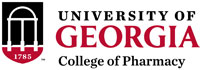 UNIVERSITY OF
GEORGIA
College of Pharmacy
1785